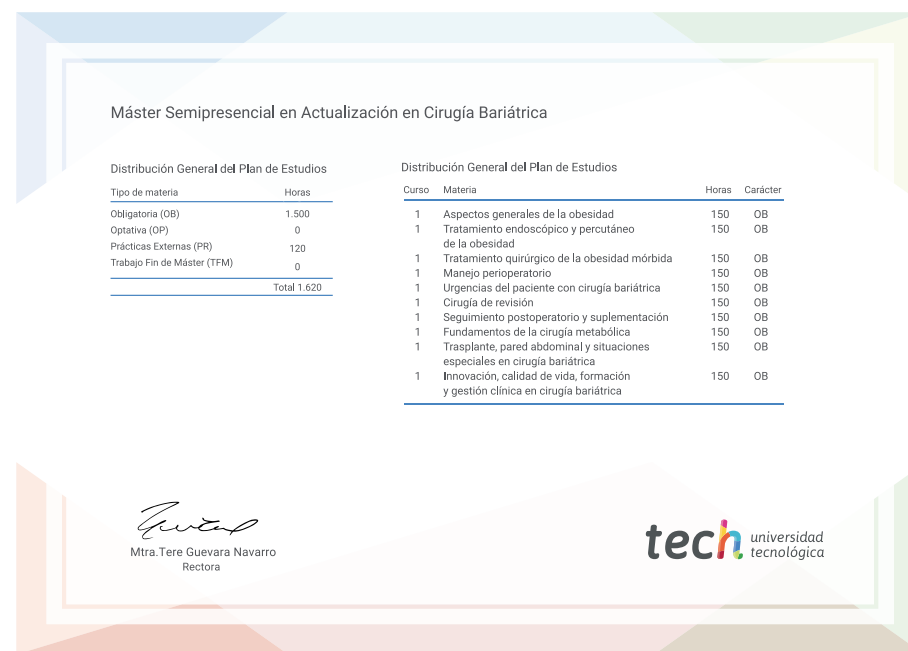 Máster Semipresencial en Actualización en Cirugía Bariátrica
Distribución General del Plan de Estudios
Tipo de materia Horas
Obligatoria (OB) 1.500
Optativa (OP) 0
Prácticas Externas (PR) 120
Trabajo Fin de Máster (TFM) 0
Total 1.620
Distribución General del Plan de Estudios
Curso Materia Horas Carácter
1 Aspectos generales de la obesidad 150 OB
1 Tratamiento endoscópico y percutáneo 150 OB
de la obesidad
1 Tratamiento quirúrgico de la obesidad mórbida 150 OB
1 Manejo perioperatorio 150 OB
1 Urgencias del paciente con cirugía bariátrica 150 OB
1 Cirugía de revisión 150 OB
1 Seguimiento postoperatorio y suplementación 150 OB
1 Fundamentos de la cirugía metabólica 150 OB
1 Trasplante, pared abdominal y situaciones 150 OB
especiales en cirugía bariátrica
1 Innovación, calidad de vida, formación 150 OB
y gestión clínica en cirugía bariátrica
Mtra.Tere Guevara Navarro
Rectora
tech universidad
tecnológica